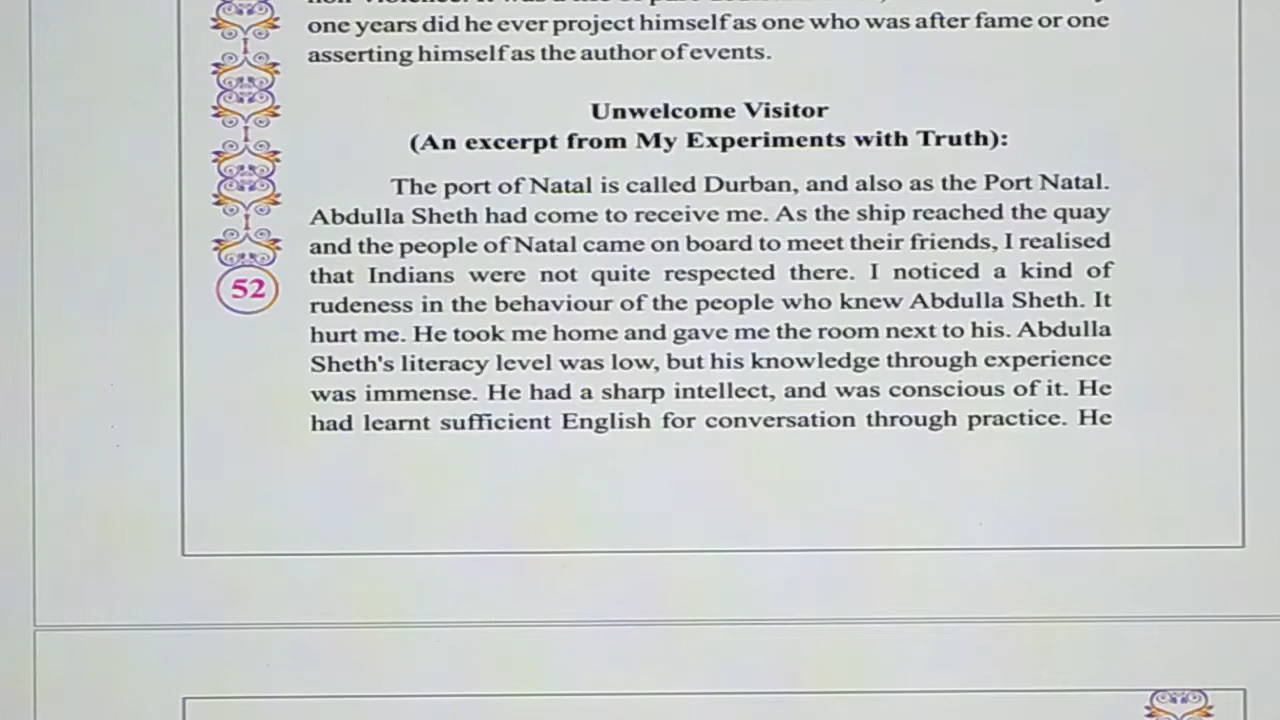 one years did he ever project himself as one who was after fame or one
asserting himself as the author of events.
Unwelcome Visitor
(An excerpt from My Experiments with Truth):
The port of Natal is called Durban, and also as the Port Natal.
Abdulla Sheth had come to receive me. As the ship reached the quay
and the people of Natal came on board to meet their friends, I realised
that Indians were not quite respected there. I noticed a kind of
rudeness in the behaviour of the people who knew Abdulla Sheth. It
hurt me. He took me home and gave me the room next to his. Abdulla
Sheth's literacy level was low, but his knowledge through experience
was immense. He had a sharp intellect, and was conscious of it. He
had learnt sufficient English for conversation through practice. He
52